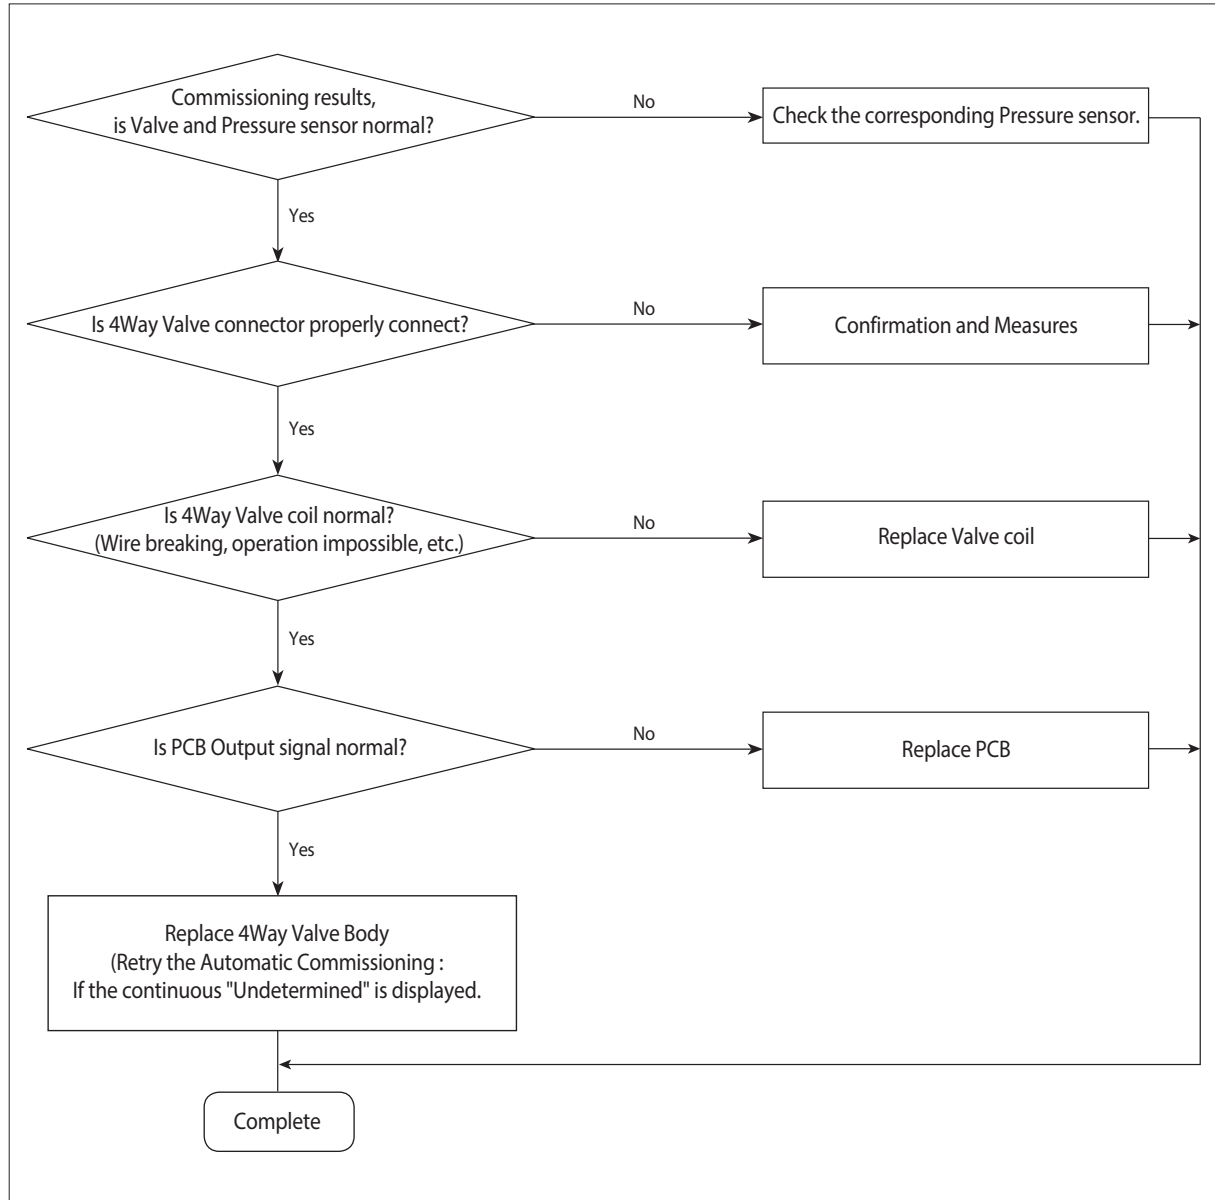 Commissioning results,
is Valve and Pressure sensor normal?
No
Check the corresponding Pressure sensor.
Yes
Is 4Way Valve connector properly connect?
No
Confirmation and Measures
Yes
Is 4Way Valve coil normal?
(Wire breaking, operation impossible, etc.)
No
Replace Valve coil
Yes
Is PCB Output signal normal?
No
Replace PCB
Yes
Replace 4Way Valve Body
(Retry the Automatic Commissioning :
If the continuous "Undetermined" is displayed.
Complete